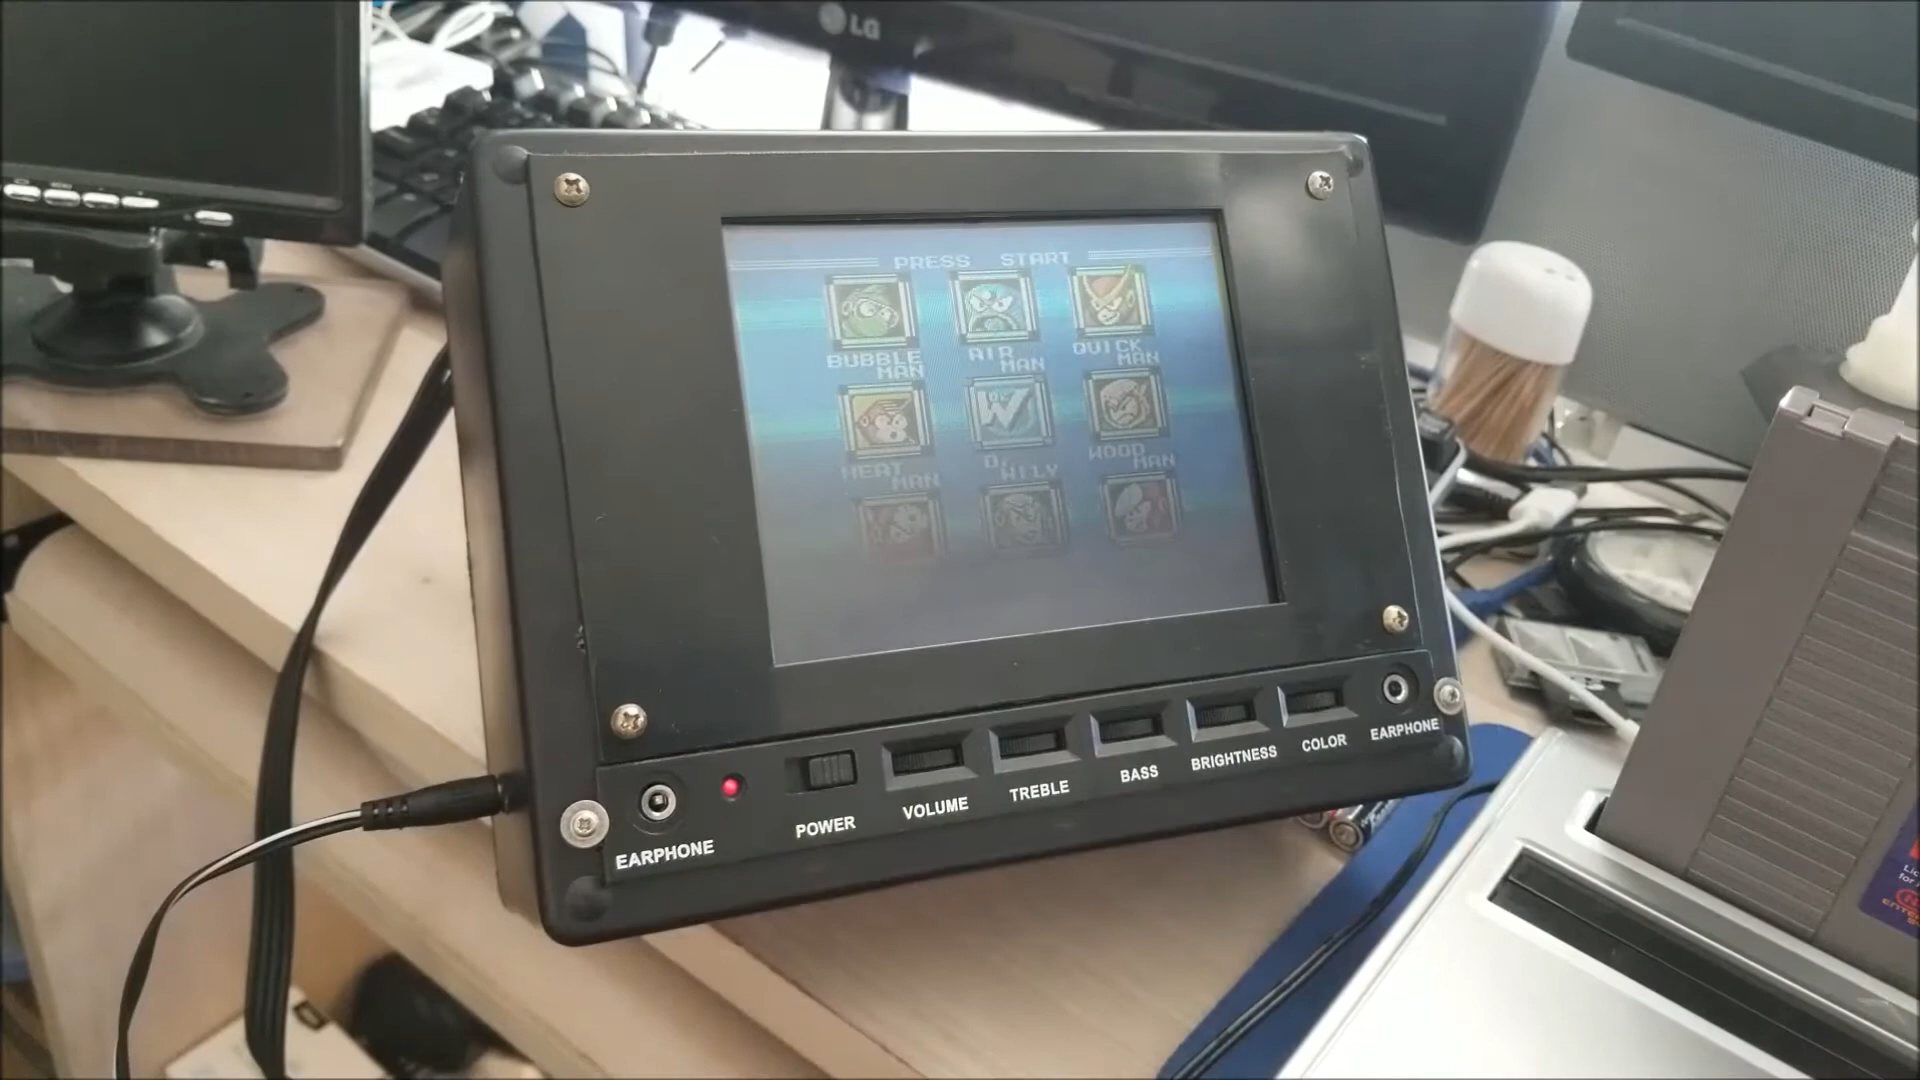 LG
PRESS START
BUBBLE
MAN
AIR
MAN
QUICK
MAN
W
HEAT
MAN
Dr.
WILY
WOOD
MAN
EARPHONE
POWER
VOLUME
TREBLE
BASS
BRIGHTNESS
COLOR
EARPHONE